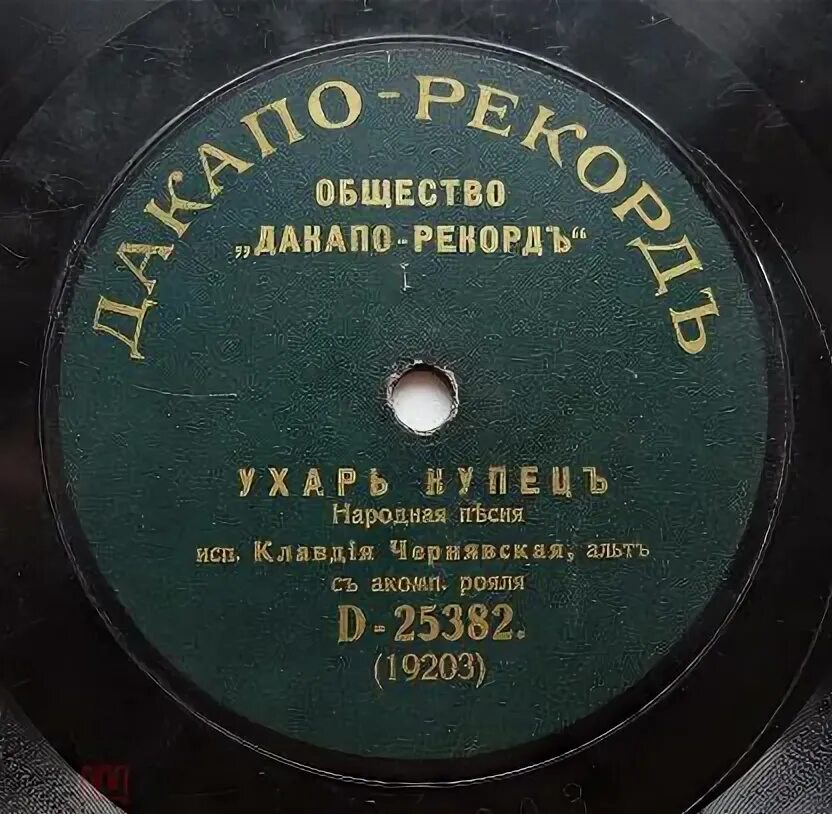 ДАКАПО-РЕКОРДЪ
ОБЩЕСТВО
„ДАКАПО-РЕКОРДЪ“
УХАРЬ КУПЕЦЪ
Народная пѣсня
исп. Клавдія Чернявская, альтъ
съ акомп. рояля
D-25382.
(19203)